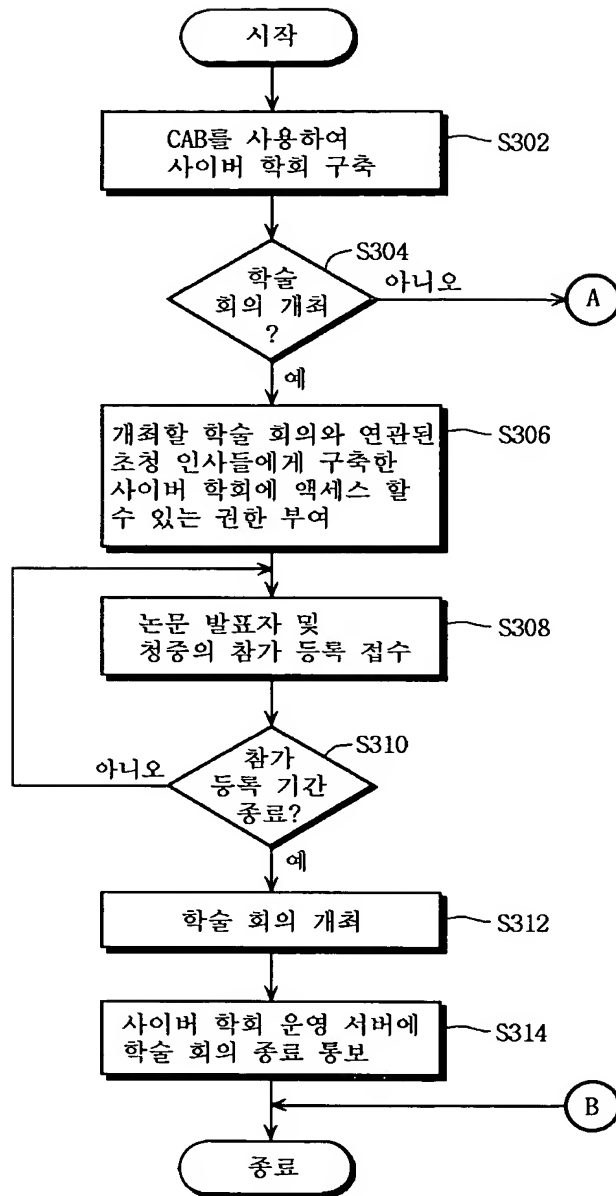 시작
CAB를 사용하여
사이버 학회 구축
S302
S304
학술
회의 개최
?
아니오
A
예
개최할 학술 회의와 연관된
초청 인사들에게 구축한
사이버 학회에 액세스 할
수 있는 권한 부여
S306
논문 발표자 및
청중의 참가 등록 접수
S308
S310
참가
등록 기간
종료?
아니오
예
학술 회의 개최
S312
사이버 학회 운영 서버에
학술 회의 종료 통보
S314
B
종료